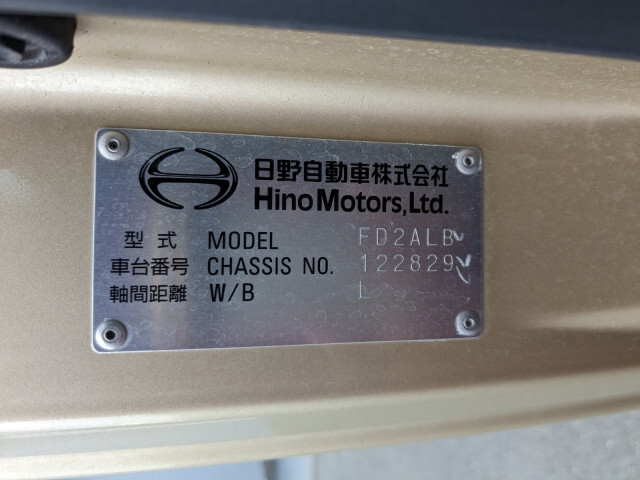 日野自動車株式会社
Hino Motors, Ltd.
型式 MODEL FD2ALB
車台番号 CHASSIS NO. 122829
軸間距離 W/B L